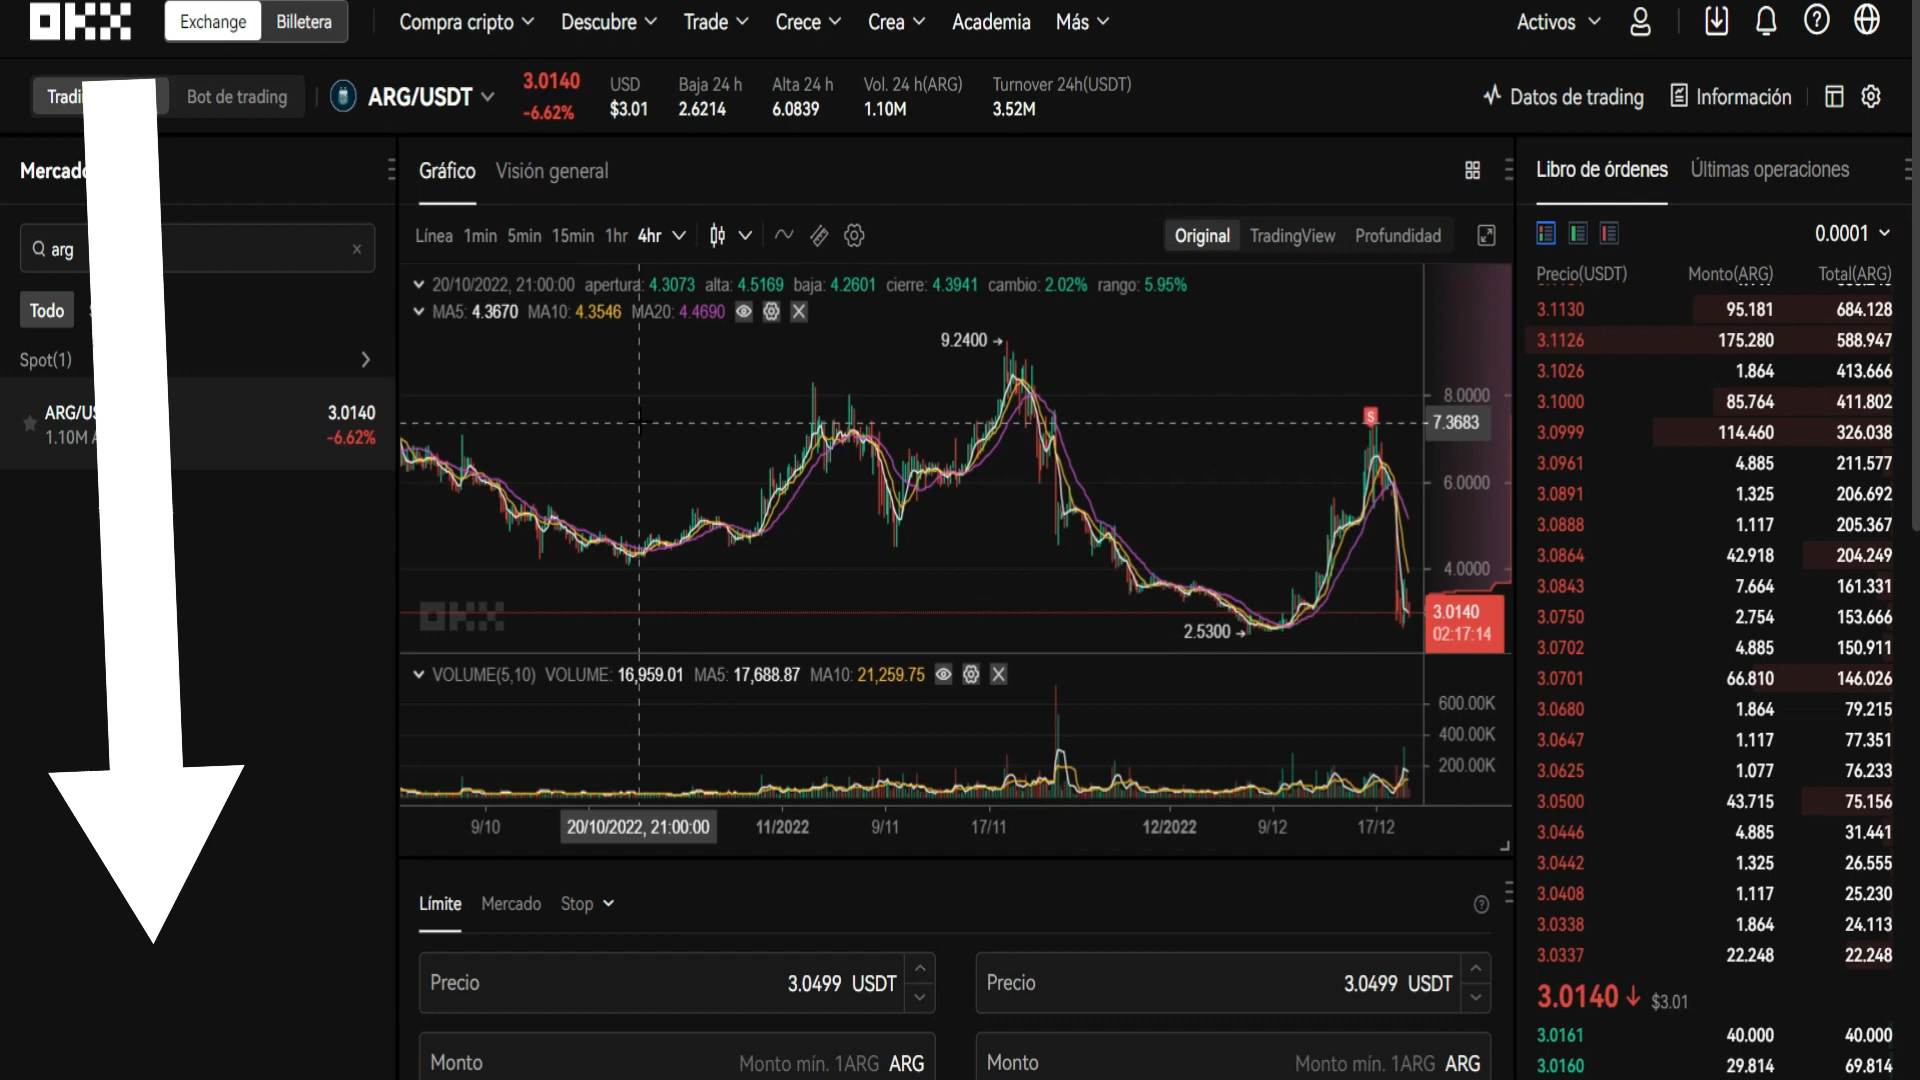 OKX
Exchange
Billetera
Compra cripto
Descubre
Trade
Crece
Crea
Academia
Más
Activos
Bot de trading
ARG/USDT
3.0140
-6.62%
USD
$3.01
Baja 24 h
2.6214
Alta 24 h
6.0839
Vol. 24 h(ARG)
1.10M
Turnover 24h(USDT)
3.52M
Datos de trading
Información
Mercado
arg
Todo
Spot(1)
3.0140
1.10M
-6.62%
Gráfico
Visión general
Línea 1min 5min 15min 1hr 4hr
Original
TradingView
Profundidad
20/10/2022, 21:00:00 apertura: 4.3073 alta: 4.5169 baja: 4.2601 cierre: 4.3941 cambio: 2.02% rango: 5.95%
MA5: 4.3670 MA10: 4.3546 MA20: 4.4690
9.2400
8.0000
S
7.3683
6.0000
4.0000
OKX
3.0140
02:17:14
2.5300
VOLUME(5,10) VOLUME: 16,959.01 MA5: 17,688.87 MA10: 21,259.75
600.00K
400.00K
200.00K
9/10
20/10/2022, 21:00:00
11/2022
9/11
17/11
12/2022
9/12
17/12
Límite Mercado Stop
Precio 3.0499 USDT
Precio 3.0499 USDT
Monto Monto mín. 1ARG ARG
Monto Monto mín. 1ARG ARG
Libro de órdenes
Últimas operaciones
0.0001
Precio(USDT) Monto(ARG) Total(ARG)
3.1130 95.181 684.128
3.1126 175.280 588.947
3.1026 1.864 413.666
3.1000 85.764 411.802
3.0999 114.460 326.038
3.0961 4.885 211.577
3.0891 1.325 206.692
3.0888 1.117 205.367
3.0864 42.918 204.249
3.0843 7.664 161.331
3.0750 2.754 153.666
3.0702 4.885 150.911
3.0701 66.810 146.026
3.0680 1.864 79.215
3.0647 1.117 77.351
3.0625 1.077 76.233
3.0500 43.715 75.156
3.0446 4.885 31.441
3.0442 1.325 26.555
3.0408 1.117 25.230
3.0338 1.864 24.113
3.0337 22.248 22.248
3.0140 $3.01
3.0161 40.000 40.000
3.0160 29.814 69.814